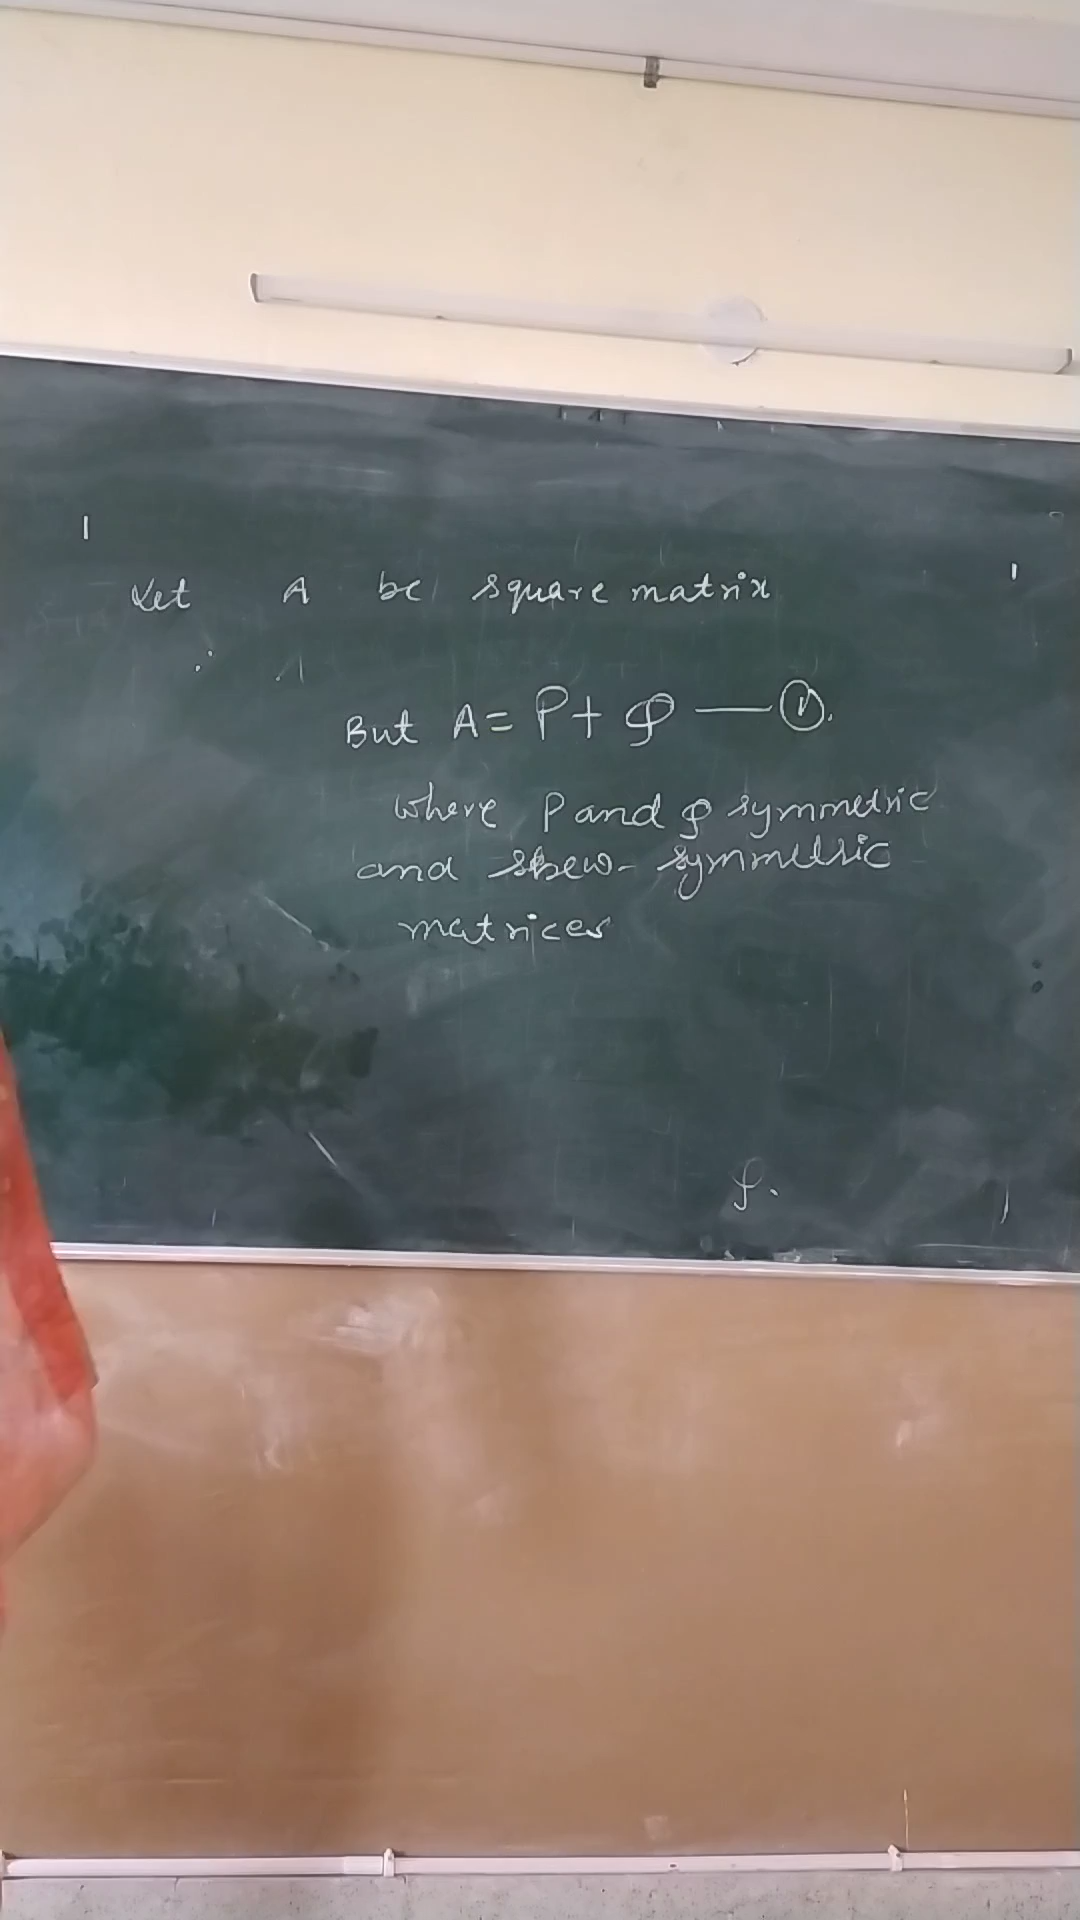 Let A be square matrix
∴ A
But A = P + Q — ①.
where P and Q symmetric
and skew-symmetric
matrices